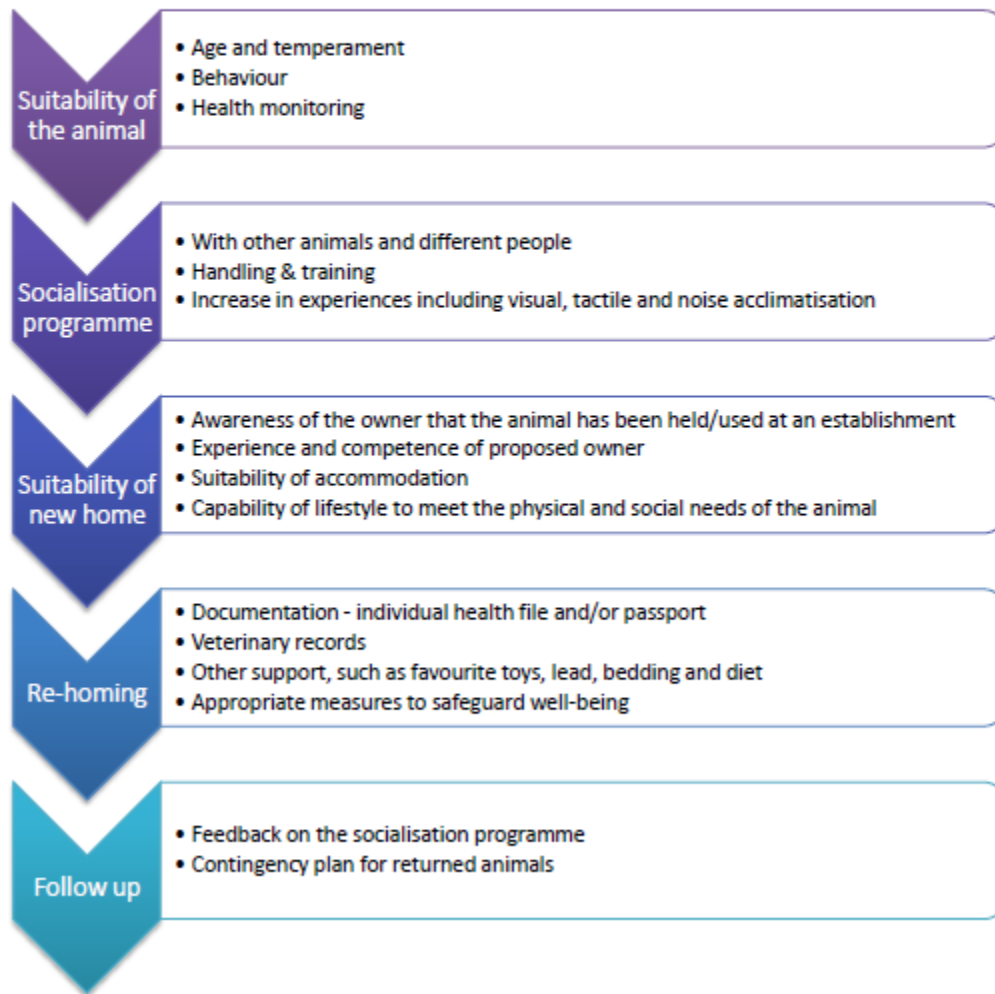 Suitability of
the animal
• Age and temperament
• Behaviour
• Health monitoring
Socialisation
programme
• With other animals and different people
• Handling & training
• Increase in experiences including visual, tactile and noise acclimatisation
Suitability of
new home
• Awareness of the owner that the animal has been held/used at an establishment
• Experience and competence of proposed owner
• Suitability of accommodation
• Capability of lifestyle to meet the physical and social needs of the animal
Re-homing
• Documentation - individual health file and/or passport
• Veterinary records
• Other support, such as favourite toys, lead, bedding and diet
• Appropriate measures to safeguard well-being
Follow up
• Feedback on the socialisation programme
• Contingency plan for returned animals